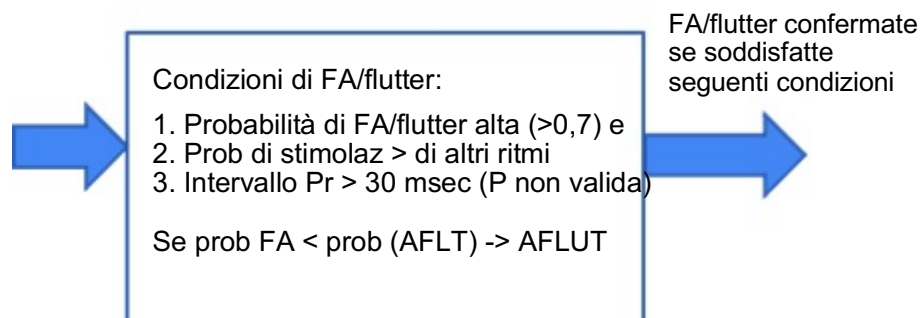 FA/flutter confermate
se soddisfatte
seguenti condizioni
Condizioni di FA/flutter:
1. Probabilità di FA/flutter alta (>0,7) e
2. Prob di stimolaz > di altri ritmi
3. Intervallo Pr > 30 msec (P non valida)
Se prob FA < prob (AFLT) -> AFLUT